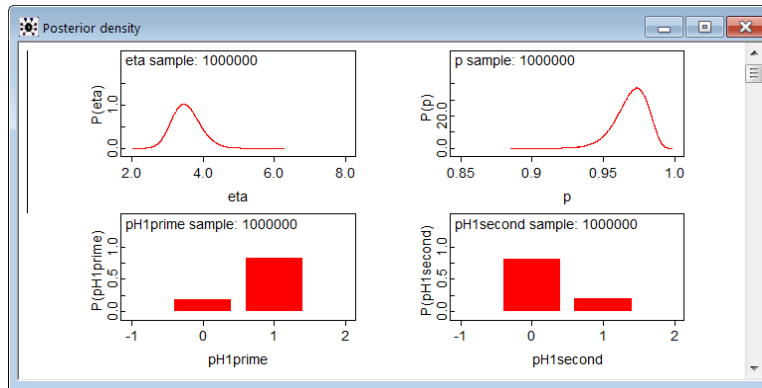 Posterior density
eta sample: 1000000
P(eta)
0.0 1.0
2.0 4.0 6.0 8.0
eta
p sample: 1000000
P(p)
0.0 20.0
0.85 0.9 0.95 1.0
p
pH1prime sample: 1000000
P(pH1prime)
0.0 0.5 1.0
-1 0 1 2
pH1prime
pH1second sample: 1000000
P(pH1second)
0.0 0.5 1.0
-1 0 1 2
pH1second